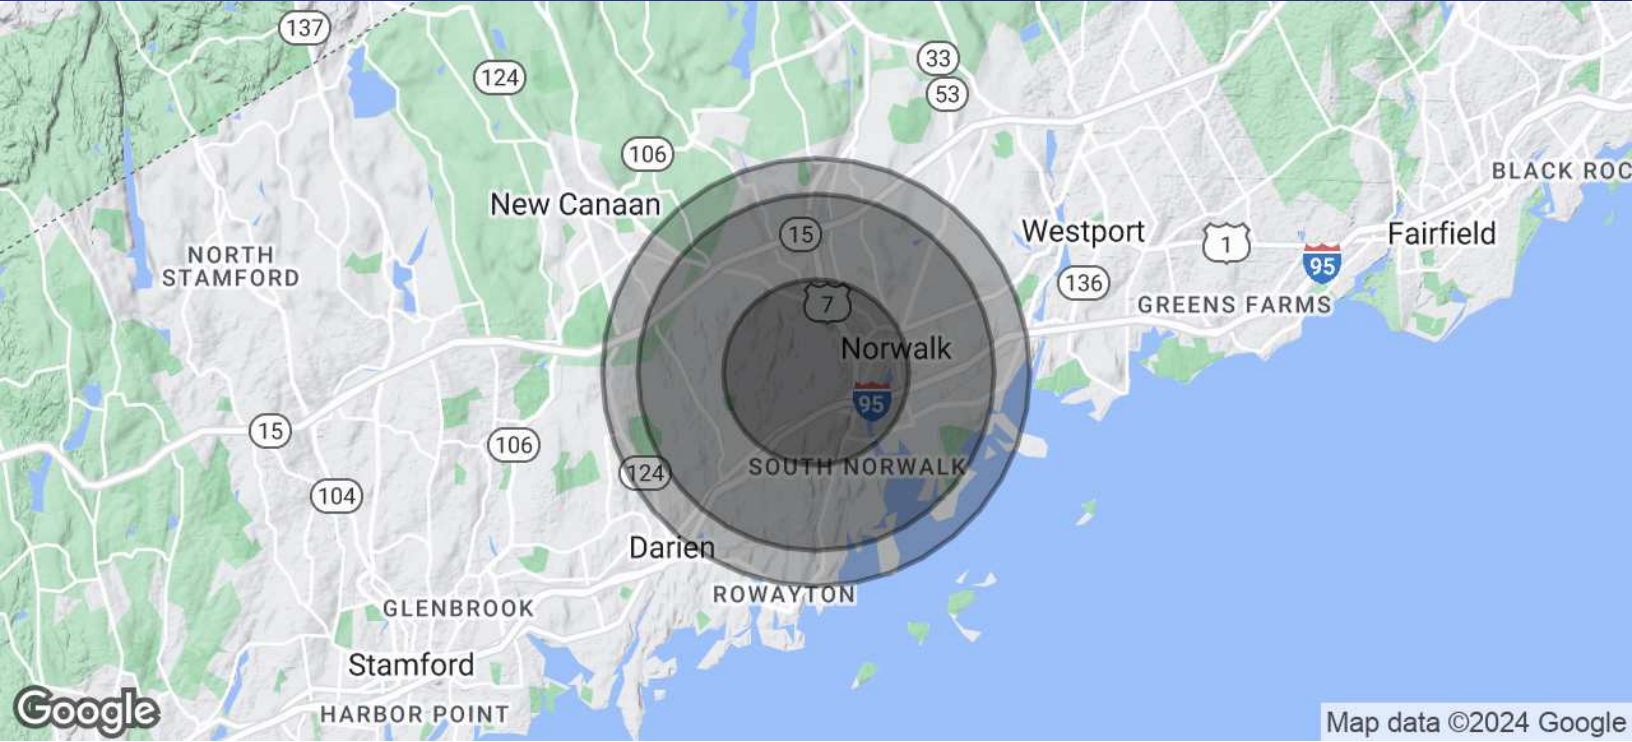 137
33
124
53
106
BLACK ROC
New Canaan
15
Westport
1
Fairfield
NORTH
STAMFORD
95
136
7
GREENS FARMS
Norwalk
95
15
106
SOUTH NORWALK
124
104
Darien
ROWAYTON
GLENBROOK
Stamford
Google
HARBOR POINT
Map data ©2024 Google